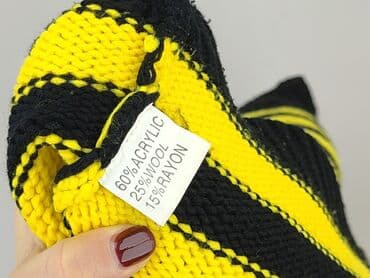 60% ACRYLIC
25% WOOL
15% RAYON